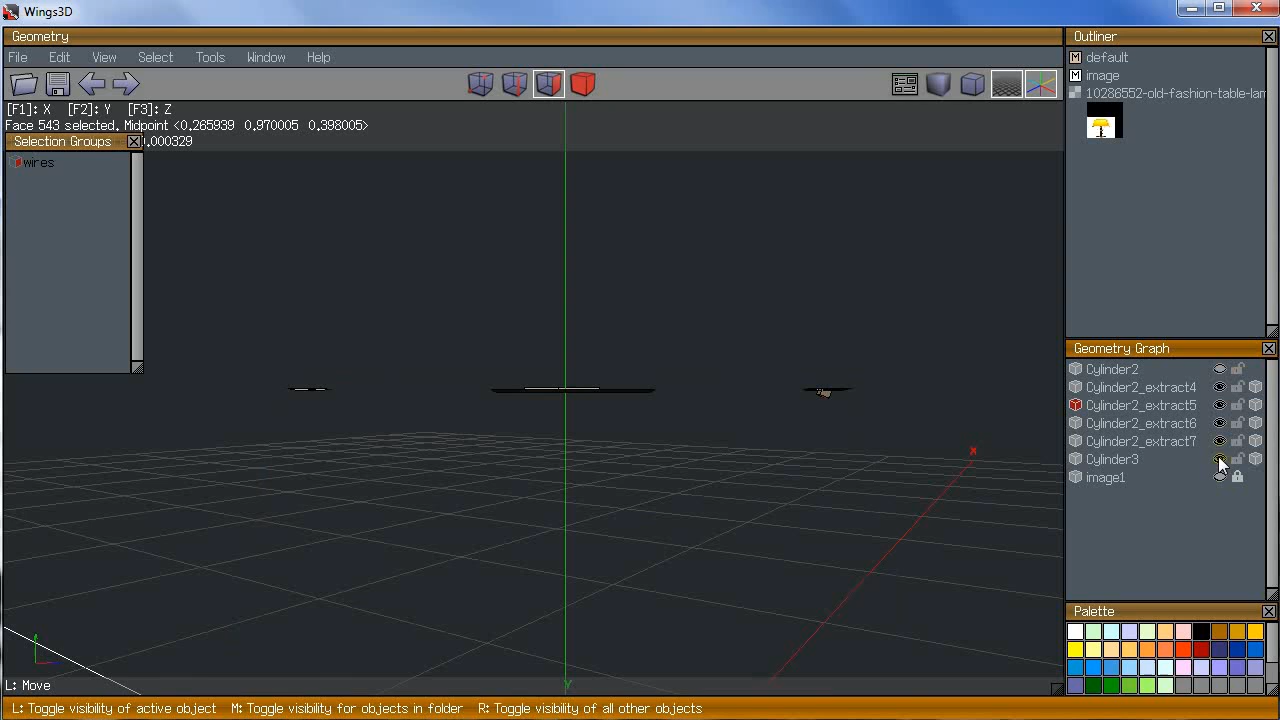 Wings3D
Geometry
File Edit View Select Tools Window Help
[F1]: X [F2]: Y [F3]: Z
Face 543 selected. Midpoint <0.265939 0.970005 0.398005>
Selection Groups
.000329
wires
x
Y
L: Move
Outliner
M default
M image
10286552-old-fashion-table-lam
Geometry Graph
Cylinder2
Cylinder2_extract4
Cylinder2_extract5
Cylinder2_extract6
Cylinder2_extract7
Cylinder3
image1
Palette
L: Toggle visibility of active object M: Toggle visibility for objects in folder R: Toggle visibility of all other objects